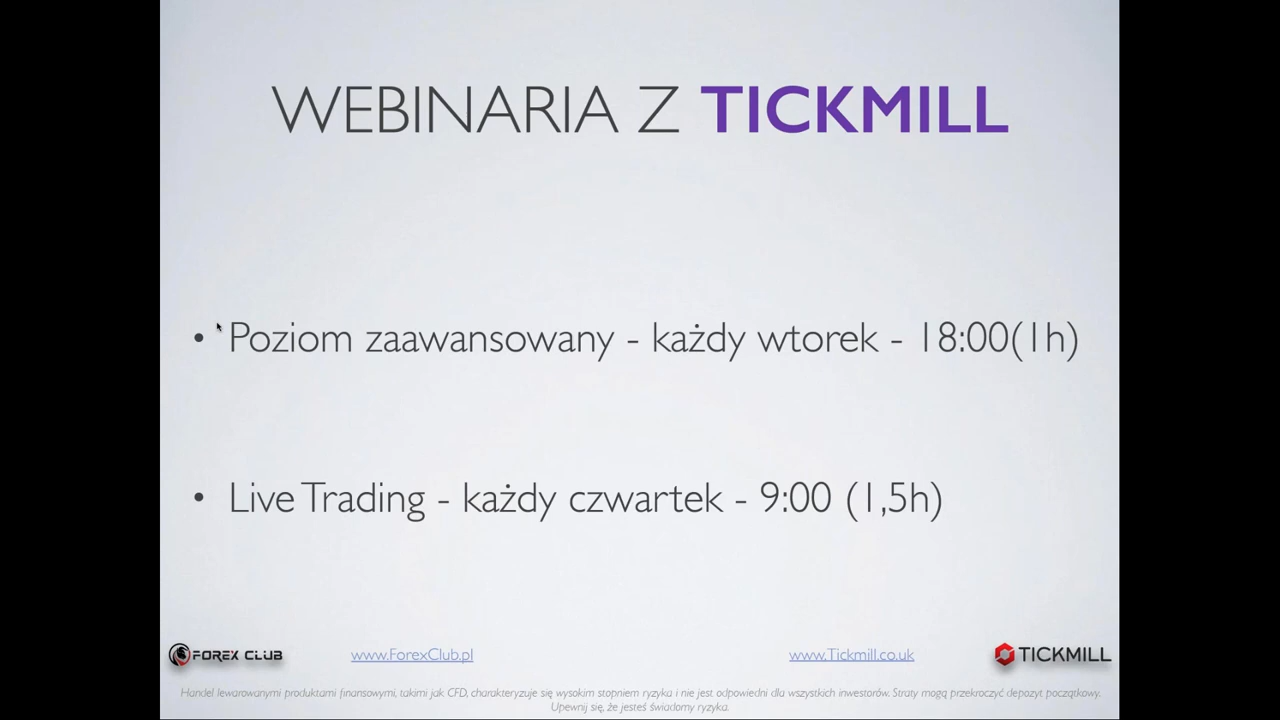 WEBINARIA Z TICKMILL
• Poziom zaawansowany - każdy wtorek - 18:00(1h)
• Live Trading - każdy czwartek - 9:00 (1,5h)
FOREX CLUB www.ForexClub.pl www.Tickmill.co.uk TICKMILL
Handel lewarowanymi produktami finansowymi, takimi jak CFD, charakteryzuje się wysokim stopniem ryzyka i nie jest odpowiedni dla wszystkich inwestorów. Straty mogą przekroczyć depozyt początkowy.
Upewnij się, że jesteś świadomy ryzyka.